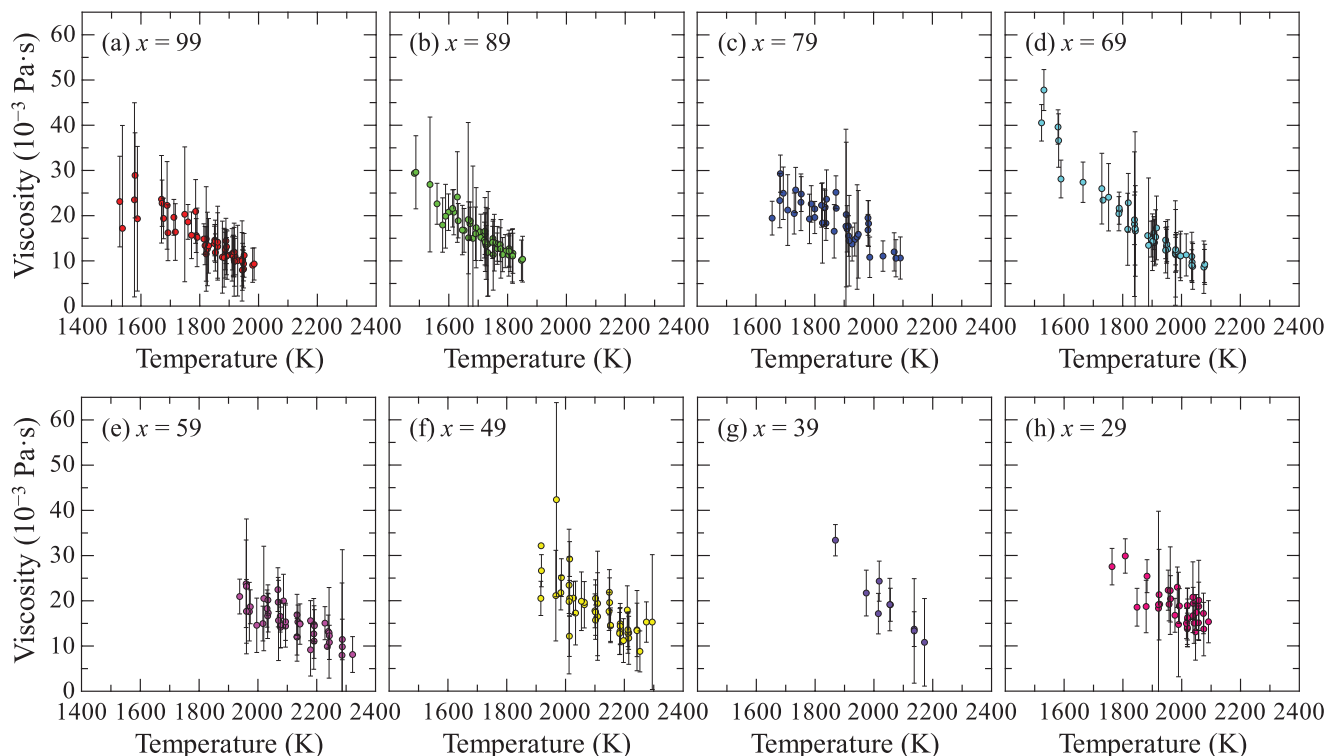 (a) x = 99
(b) x = 89
(c) x = 79
(d) x = 69
Viscosity (10⁻³ Pa·s)
60
50
40
30
20
10
0
1400 1600 1800 2000 2200 2400
1600 1800 2000 2200 2400
1600 1800 2000 2200 2400
1600 1800 2000 2200 2400
Temperature (K)
Temperature (K)
Temperature (K)
Temperature (K)
(e) x = 59
(f) x = 49
(g) x = 39
(h) x = 29
Viscosity (10⁻³ Pa·s)
60
50
40
30
20
10
0
1400 1600 1800 2000 2200 2400
1600 1800 2000 2200 2400
1600 1800 2000 2200 2400
1600 1800 2000 2200 2400
Temperature (K)
Temperature (K)
Temperature (K)
Temperature (K)